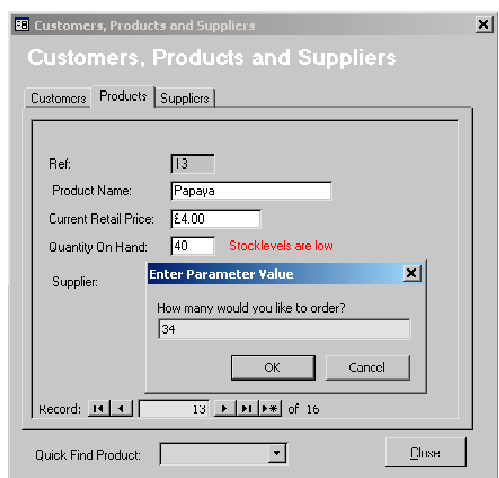 Customers, Products and Suppliers
Customers, Products and Suppliers
Customers Products Suppliers
Ref: 13
Product Name: Papaya
Current Retail Price: £4.00
Quantity On Hand: 40 Stocklevels are low
Supplier:
Enter Parameter Value
How many would you like to order?
34
OK Cancel
Record: 13 of 16
Quick Find Product:
Close